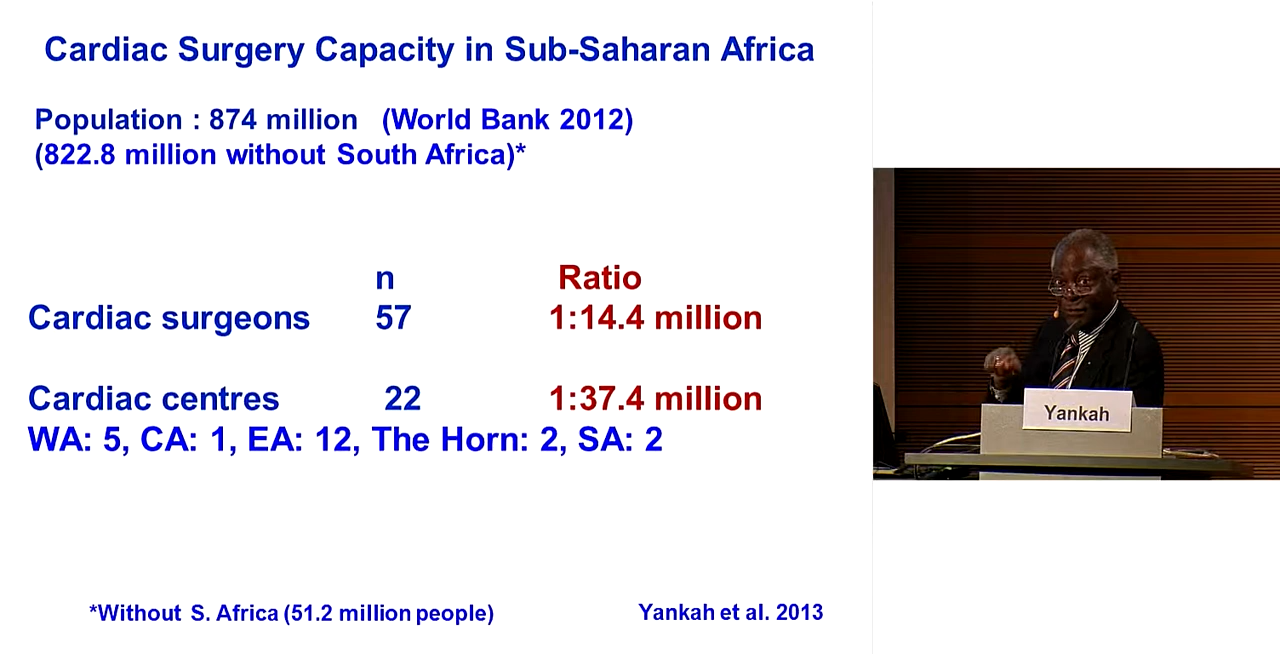 Cardiac Surgery Capacity in Sub-Saharan Africa
Population : 874 million (World Bank 2012)
(822.8 million without South Africa)*
n Ratio
Cardiac surgeons 57 1:14.4 million
Cardiac centres 22 1:37.4 million
WA: 5, CA: 1, EA: 12, The Horn: 2, SA: 2
*Without S. Africa (51.2 million people) Yankah et al. 2013
Yankah